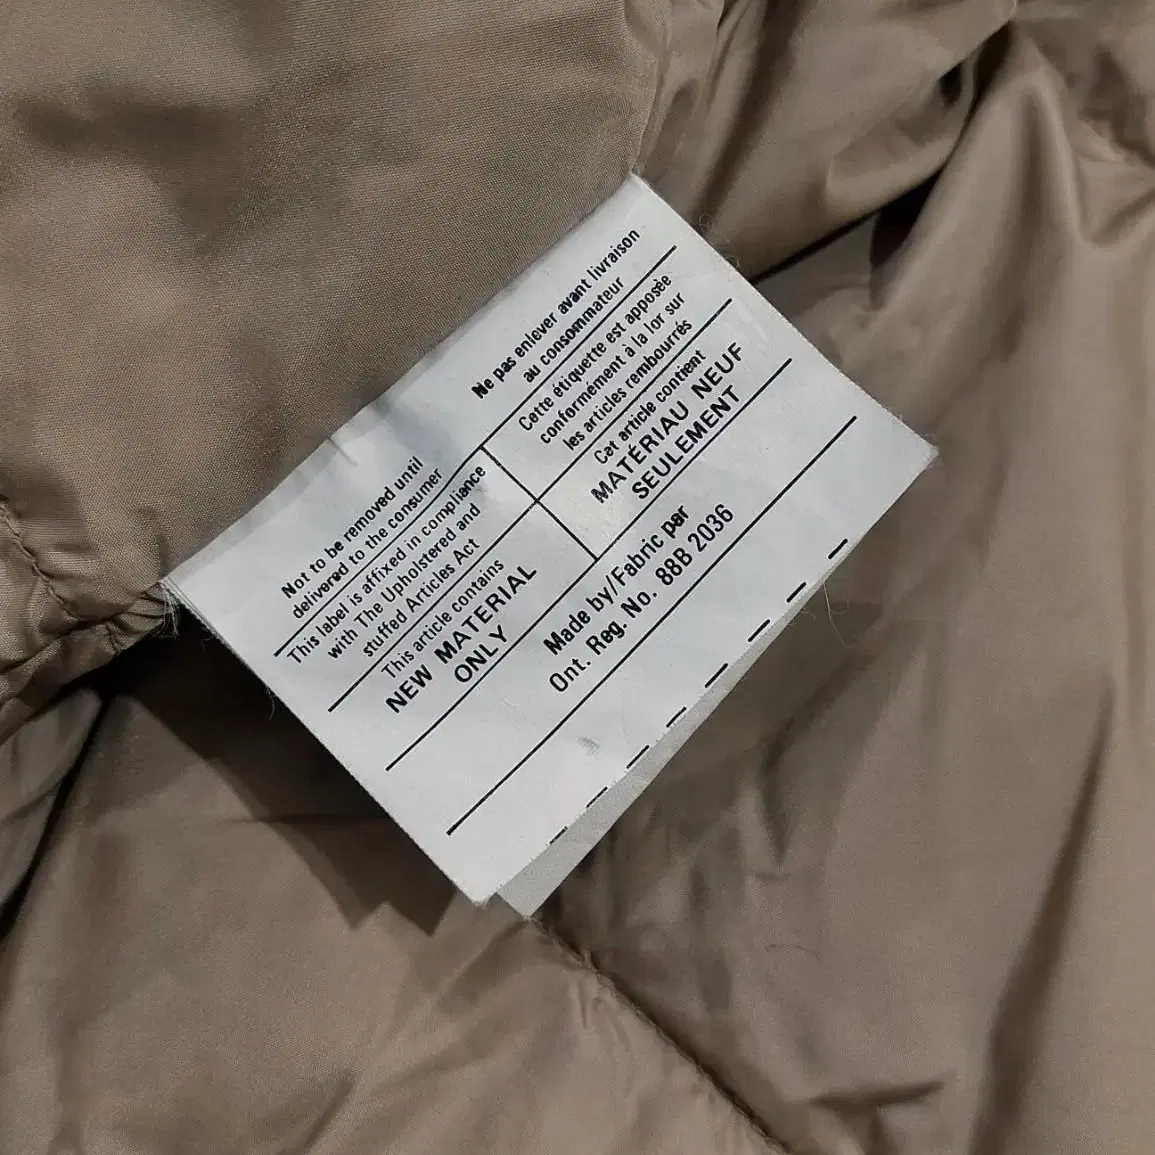 Not to be removed until
delivered to the consumer
This label is affixed in compliance
with The Upholstered and
stuffed Articles Act
This article contains
NEW MATERIAL
ONLY
Ne pas enlever avant livraison
au consommateur
Cette étiquette est apposée
conformément à la lor sur
les articles rembourrés
Cat article contient
MATÉRIAU NEUF
SEULEMENT
Made by//Fabric par
Ont. Reg. No. 88B 2036